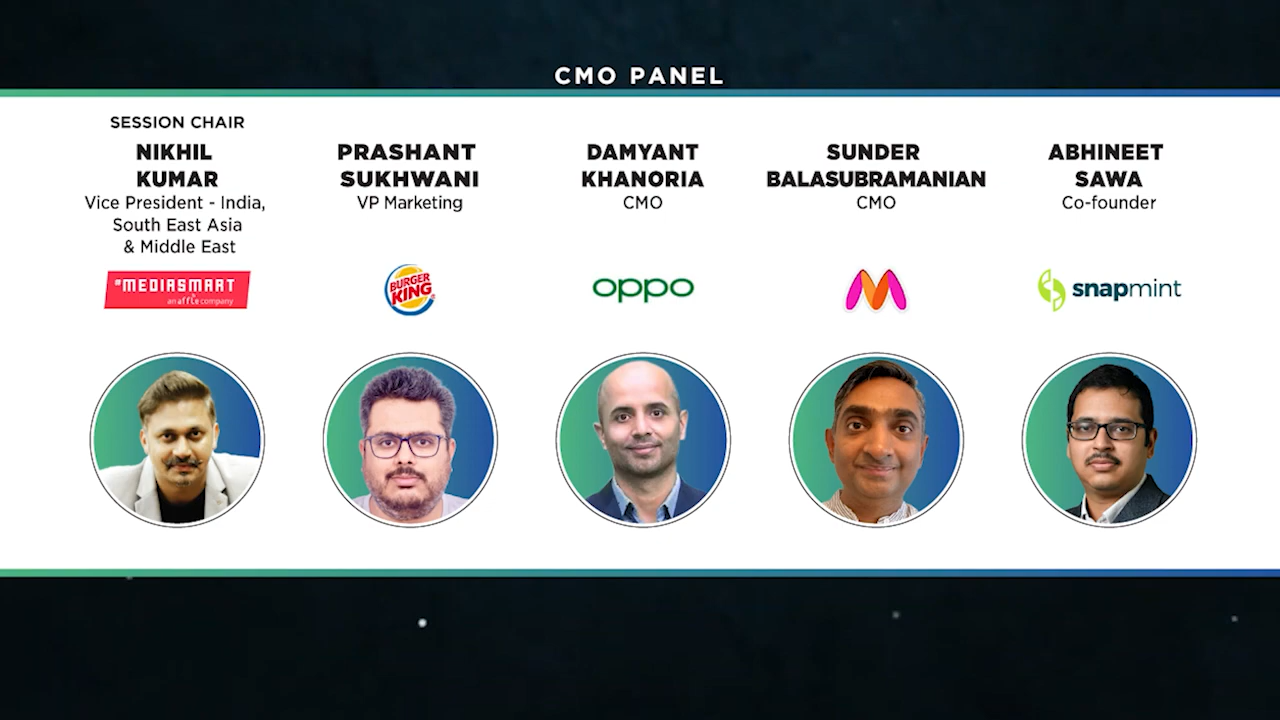 CMO PANEL
SESSION CHAIR
NIKHIL
KUMAR
Vice President - India,
South East Asia
& Middle East
MEDIASMART
an affle company
PRASHANT
SUKHWANI
VP Marketing
BURGER
KING
DAMYANT
KHANORIA
CMO
oppo
SUNDER
BALASUBRAMANIAN
CMO
ABHINEET
SAWA
Co-founder
snapmint